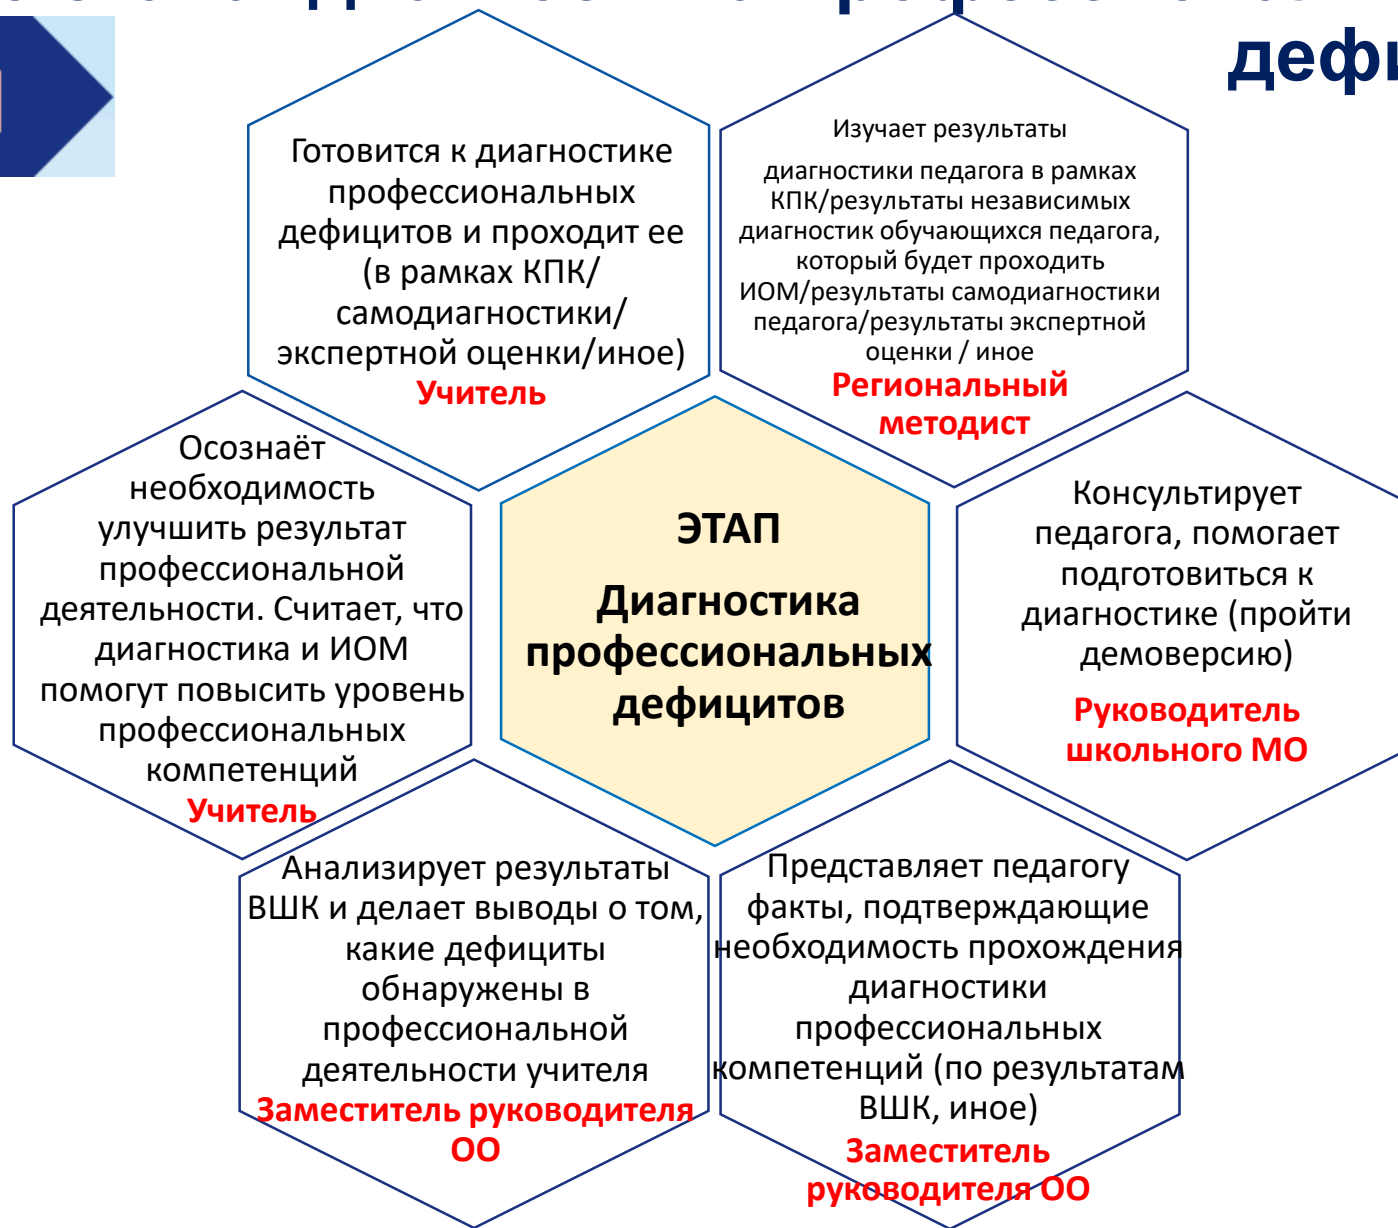 дефи
Готовится к диагностике
профессиональных
дефицитов и проходит ее
(в рамках КПК/
самодиагностики/
экспертной оценки/иное)
Учитель
Изучает результаты
диагностики педагога в рамках
КПК/результаты независимых
диагностик обучающихся педагога,
который будет проходить
ИОМ/результаты самодиагностики
педагога/результаты экспертной
оценки / иное
Региональный
методист
Осознаёт
необходимость
улучшить результат
профессиональной
деятельности. Считает, что
диагностика и ИОМ
помогут повысить уровень
профессиональных
компетенций
Учитель
ЭТАП
Диагностика
профессиональных
дефицитов
Консультирует
педагога, помогает
подготовиться к
диагностике (пройти
демоверсию)
Руководитель
школьного МО
Анализирует результаты
ВШК и делает выводы о том,
какие дефициты
обнаружены в
профессиональной
деятельности учителя
Заместитель руководителя
ОО
Представляет педагогу
факты, подтверждающие
необходимость прохождения
диагностики
профессиональных
компетенций (по результатам
ВШК, иное)
Заместитель
руководителя ОО